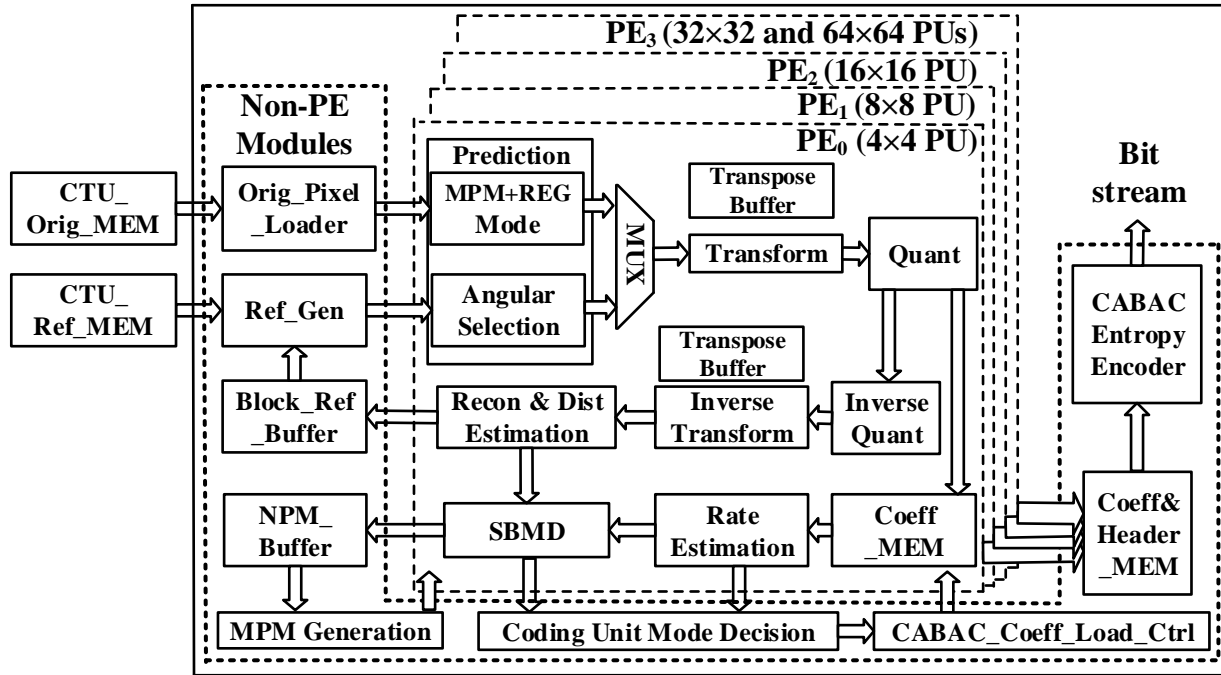 PE3 (32×32 and 64×64 PUs)
PE2 (16×16 PU)
PE1 (8×8 PU)
PE0 (4×4 PU)
Non-PE
Modules
CTU_
Orig_MEM
Orig_Pixel
_Loader
Prediction
MPM+REG
Mode
MUX
Transpose
Buffer
Transform
Quant
Bit
stream
CTU_
Ref_MEM
Ref_Gen
Angular
Selection
CABAC
Entropy
Encoder
Block_Ref
_Buffer
Recon & Dist
Estimation
Transpose
Buffer
Inverse
Transform
Inverse
Quant
NPM_
Buffer
SBMD
Rate
Estimation
Coeff
_MEM
Coeff&
Header
_MEM
MPM Generation
Coding Unit Mode Decision
CABAC_Coeff_Load_Ctrl